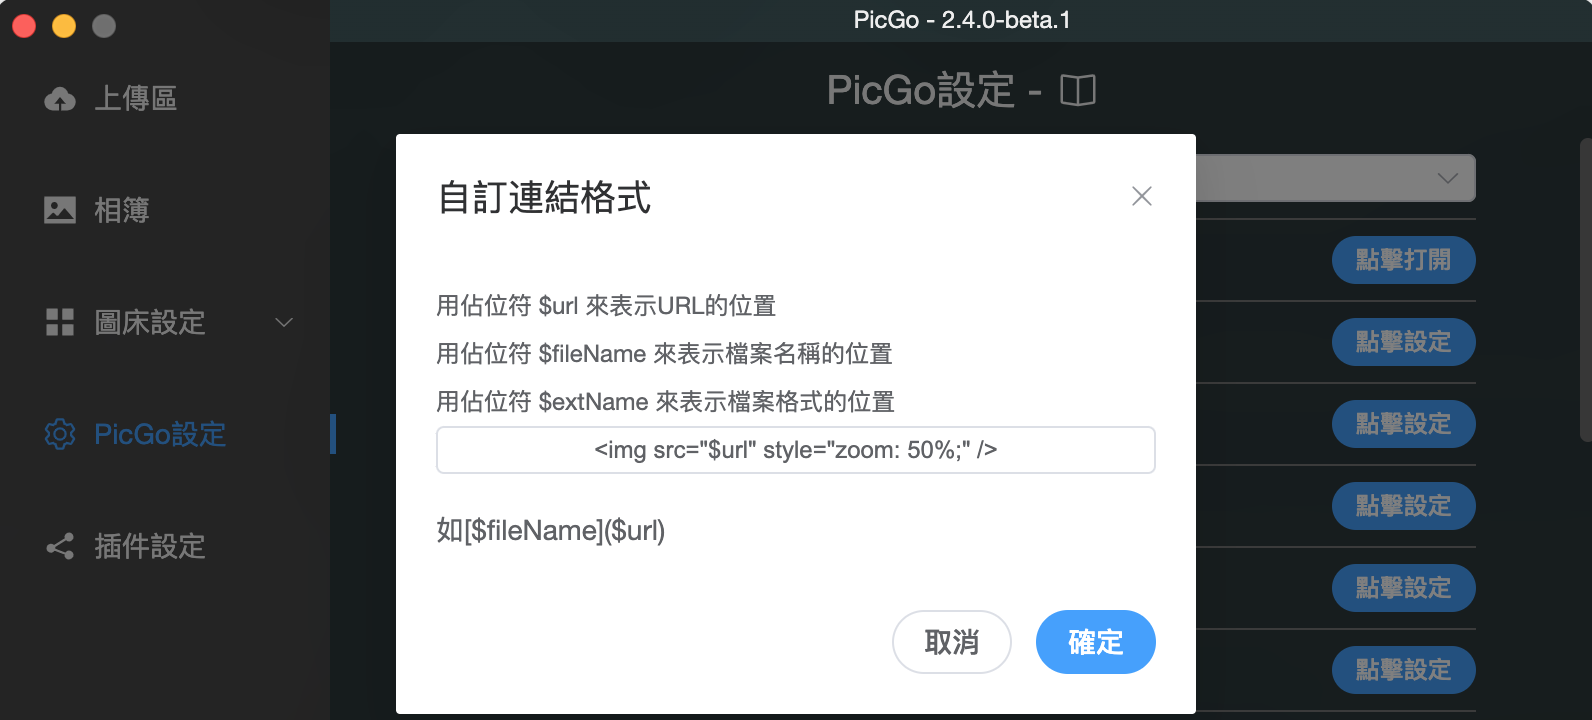 PicGo - 2.4.0-beta.1
上傳區
相簿
圖床設定
PicGo設定
插件設定
PicGo設定 -
自訂連結格式
用佔位符 $url 來表示URL的位置
用佔位符 $fileName 來表示檔案名稱的位置
用佔位符 $extName 來表示檔案格式的位置
<img src="$url" style="zoom: 50%;" />
如[$fileName]($url)
取消
確定
點擊打開
點擊設定
點擊設定
點擊設定
點擊設定
點擊設定